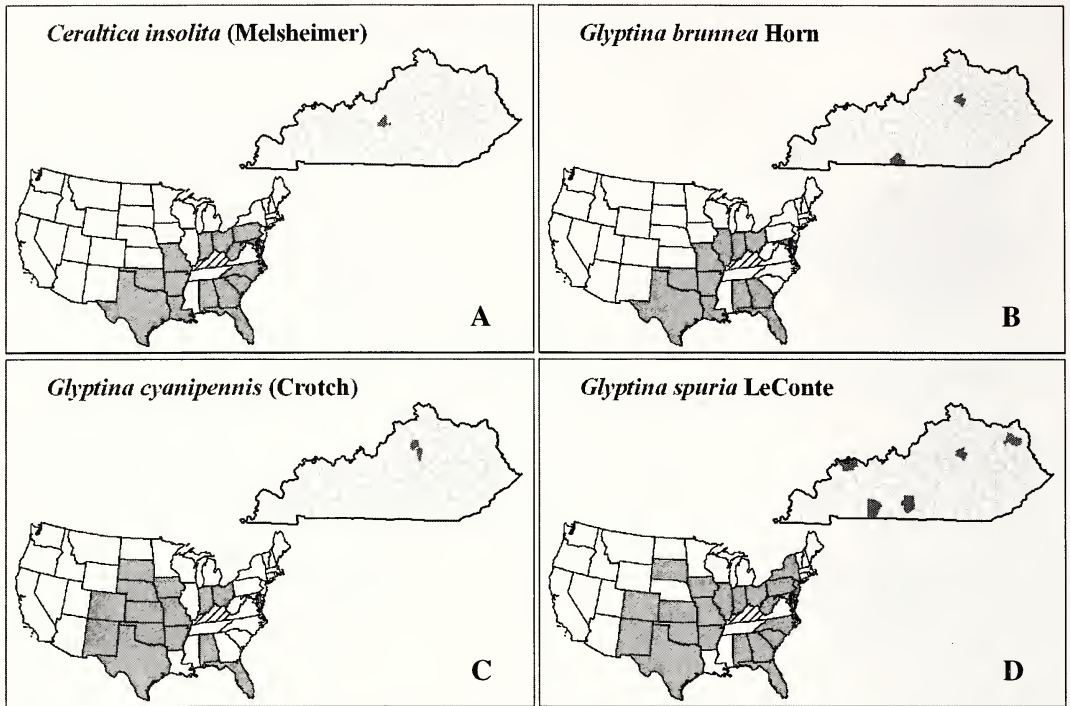 Ceraltica insolita (Melsheimer)
A
Glyptina brunnea Horn
B
Glyptina cyanipennis (Crotch)
C
Glyptina spuria LeConte
D